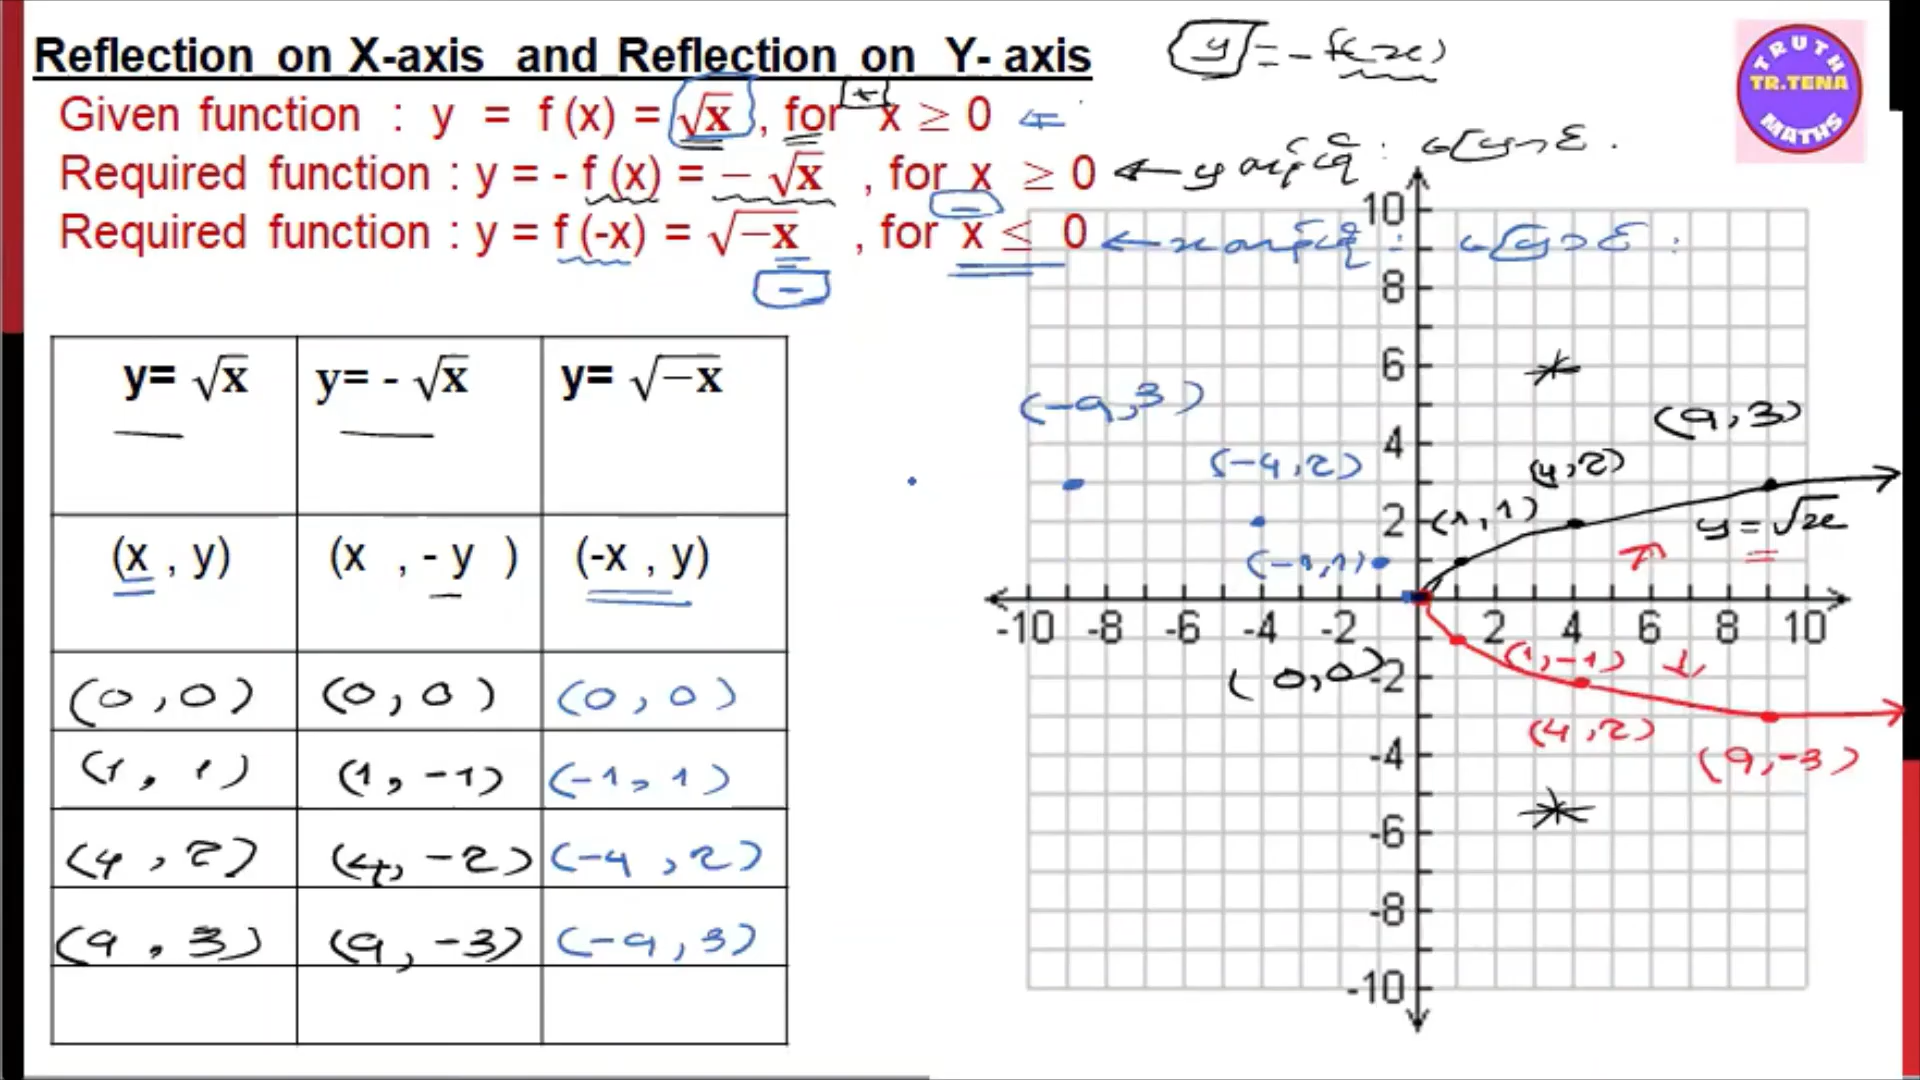 Reflection on X-axis and Reflection on Y- axis
y = - f(x)
TRUTH
TR.TENA
MATHS
Given function : y = f (x) = √x , for x ≥ 0
+
Required function : y = - f (x) = - √x , for x ≥ 0
Required function : y = f (-x) = √-x , for x ≤ 0
-
-
y= √x y= - √x y= √-x
(x , y) (x , - y ) (-x , y)
(0 , 0) (0 , 0) (0 , 0)
(1 , 1) (1 , -1) (-1 , 1)
(4 , 2) (4, -2) (-4 , 2)
(9 , 3) (9 , -3) (-9 , 3)
10
8
6
4
2
-10 -8 -6 -4 -2 2 4 6 8 10
-2
-4
-6
-8
-10
(-9,3)
(-4,2)
(-1,1)
(0,0)
(1,1)
(4,2)
(9,3)
y = √x
(1,-1)
(4,2)
(9,-3)